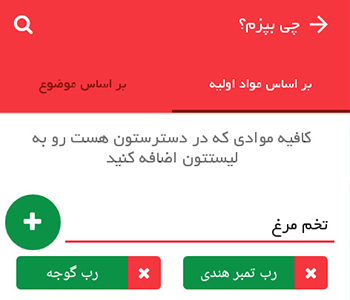 چی بپزم؟
بر اساس مواد اولیه
بر اساس موضوع
کافیه موادی که در دسترستون هست رو به
لیستتون اضافه کنید
تخم مرغ
رب تمبر هندی
رب گوجه